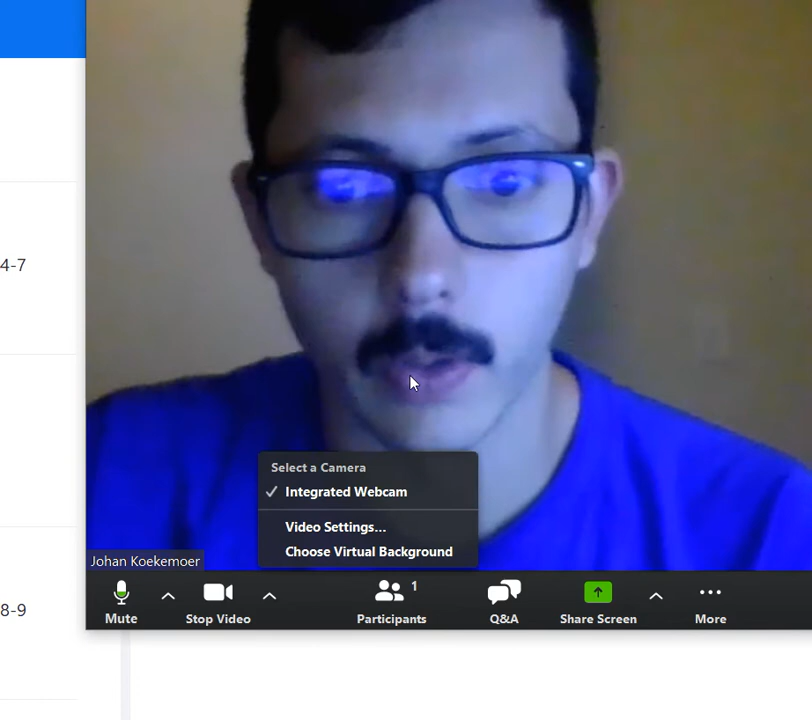 4-7
8-9
Select a Camera
✓ Integrated Webcam
Video Settings...
Choose Virtual Background
Johan Koekemoer
1
Mute
Stop Video
Participants
Q&A
Share Screen
More